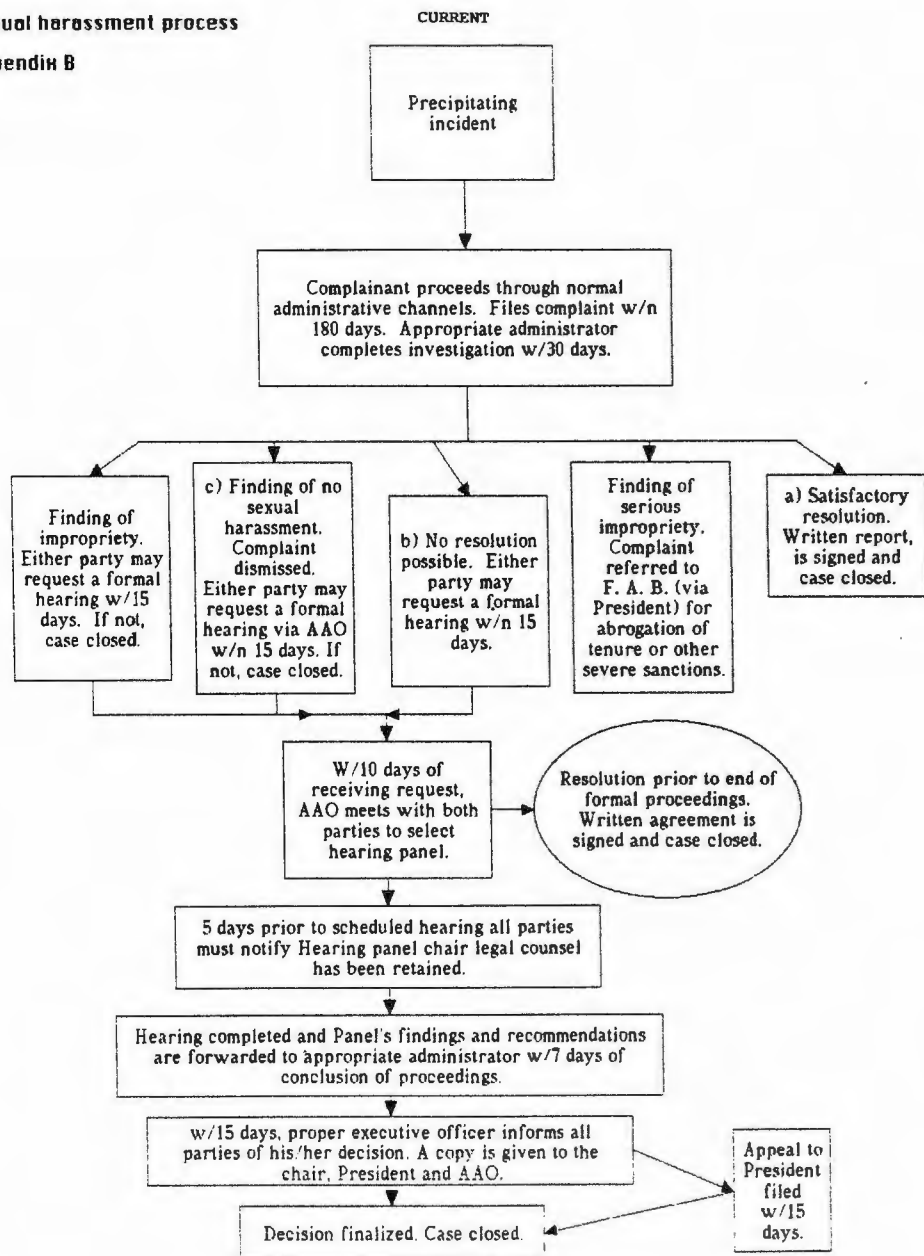 ual harassment process
CURRENT
endix B
Precipitating
incident
Complainant proceeds through normal
administrative channels. Files complaint w/n
180 days. Appropriate administrator
completes investigation w/30 days.
Finding of
impropriety.
Either party may
request a formal
hearing w/15
days. If not,
case closed.
c) Finding of no
sexual
harassment.
Complaint
dismissed.
Either party may
request a formal
hearing via AAO
w/n 15 days. If
not, case closed.
b) No resolution
possible. Either
party may
request a formal
hearing w/n 15
days.
Finding of
serious
impropriety.
Complaint
referred to
F. A. B. (via
President) for
abrogation of
tenure or other
severe sanctions.
a) Satisfactory
resolution.
Written report,
is signed and
case closed.
W/10 days of
receiving request,
AAO meets with both
parties to select
hearing panel.
Resolution prior to end of
formal proceedings.
Written agreement is
signed and case closed.
5 days prior to scheduled hearing all parties
must notify Hearing panel chair legal counsel
has been retained.
Hearing completed and Panel's findings and recommendations
are forwarded to appropriate administrator w/7 days of
conclusion of proceedings.
w/15 days, proper executive officer informs all
parties of his/her decision. A copy is given to the
chair, President and AAO.
Appeal to
President
filed
w/15
days.
Decision finalized. Case closed.